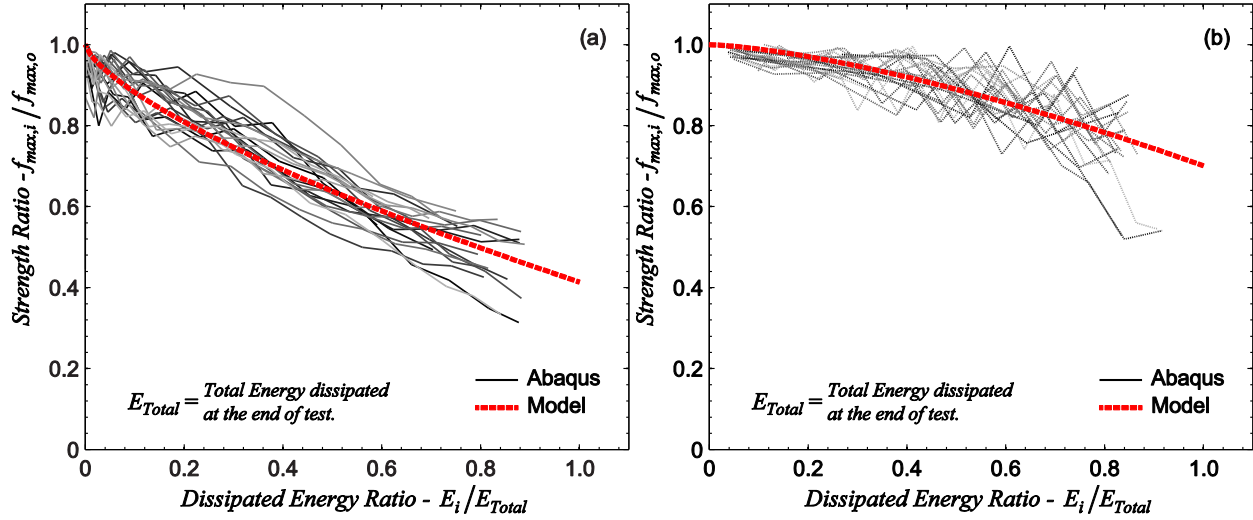 (a)
Strength Ratio -f_max,i / f_max,o
1.0
0.8
0.6
0.4
0.2
0
E_Total = Total Energy dissipated
at the end of test.
Abaqus
Model
0 0.2 0.4 0.6 0.8 1.0
Dissipated Energy Ratio - E_i/E_Total
(b)
Strength Ratio -f_max,i / f_max,o
1.0
0.8
0.6
0.4
0.2
0
E_Total = Total Energy dissipated
at the end of test.
Abaqus
Model
0 0.2 0.4 0.6 0.8 1.0
Dissipated Energy Ratio - E_i/E_Total